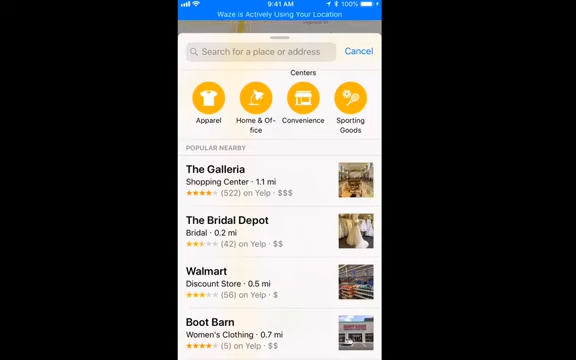 9:41 AM
100%
Waze is Actively Using Your Location
Search for a place or address
Cancel
Centers
Apparel
Home & Of-
fice
Convenience
Sporting
Goods
POPULAR NEARBY
The Galleria
Shopping Center · 1.1 mi
(522) on Yelp · $$$
The Bridal Depot
Bridal · 0.2 mi
(42) on Yelp · $$
Walmart
Discount Store · 0.5 mi
(56) on Yelp · $
Boot Barn
Women's Clothing · 0.7 mi
(5) on Yelp · $$